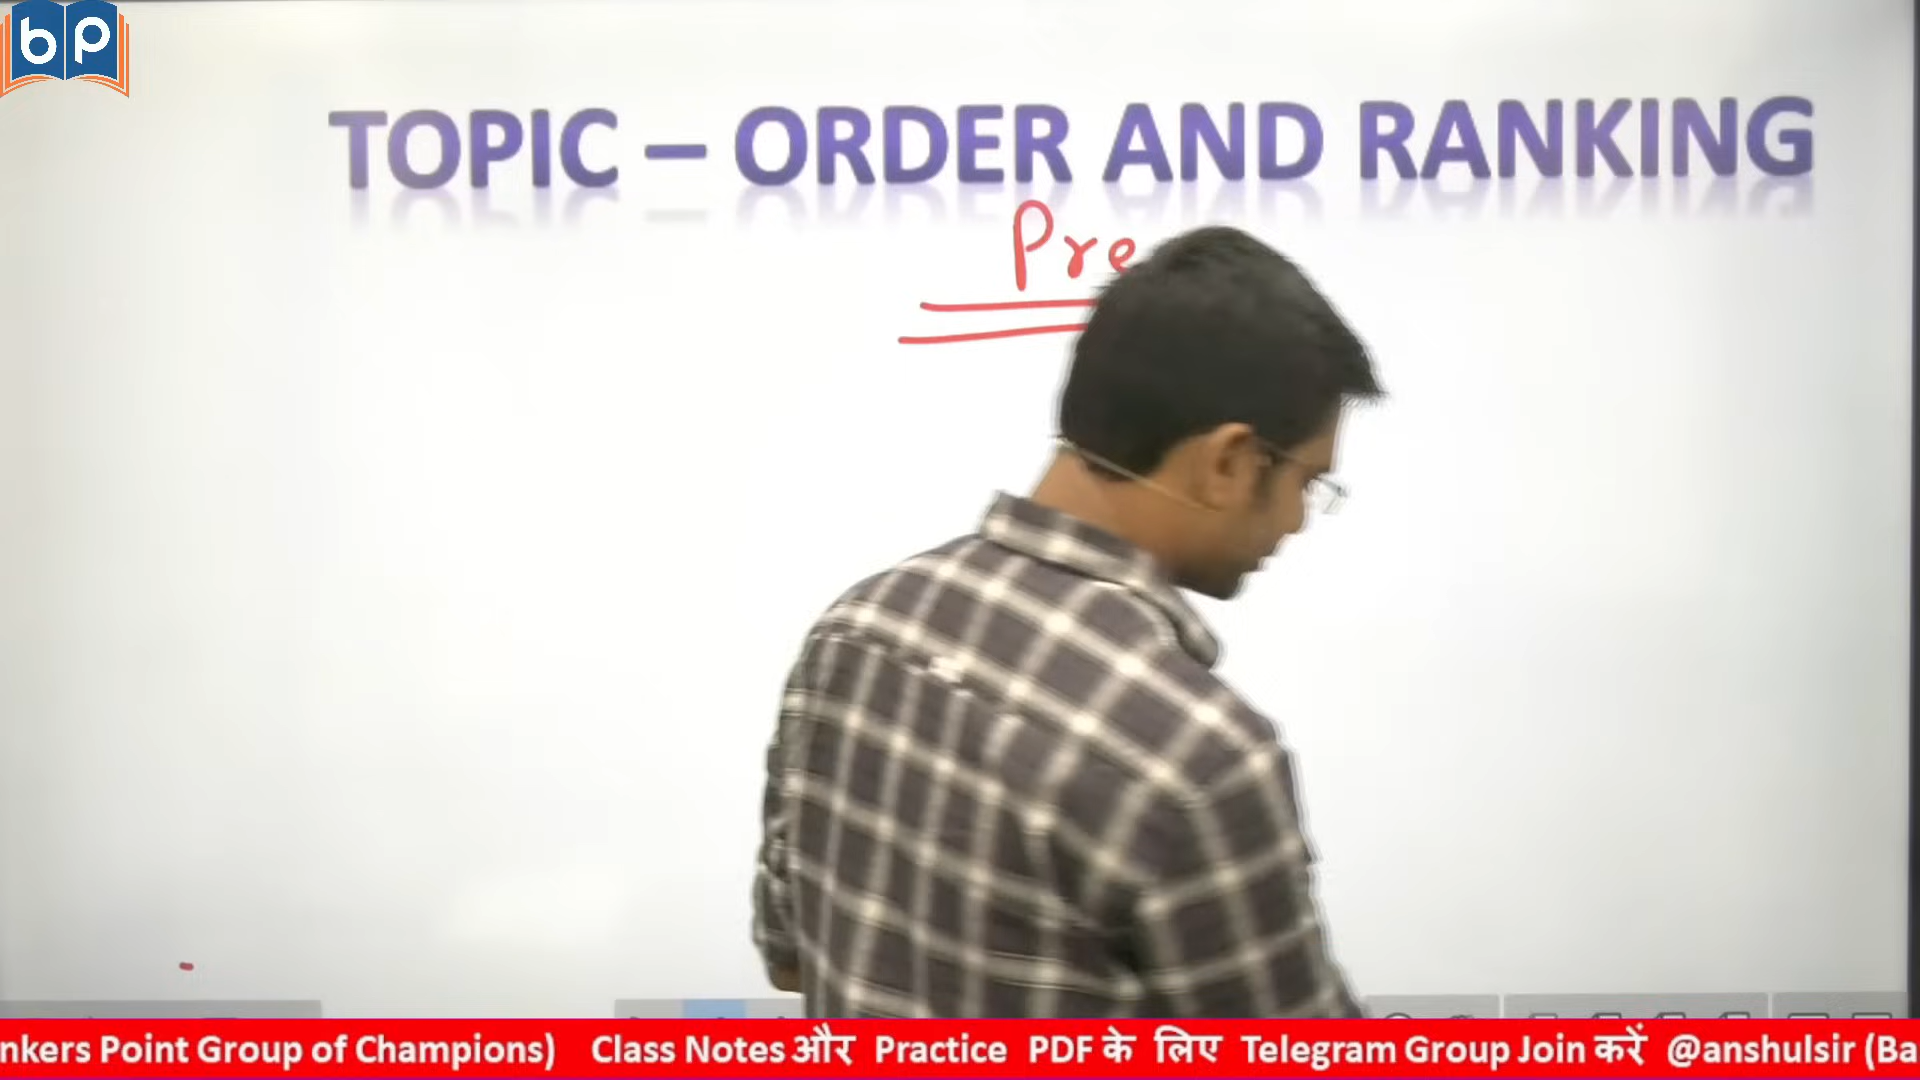 bp
TOPIC – ORDER AND RANKING
Pre
nkers Point Group of Champions) Class Notes और Practice PDF के लिए Telegram Group Join करें @anshulsir (Ba